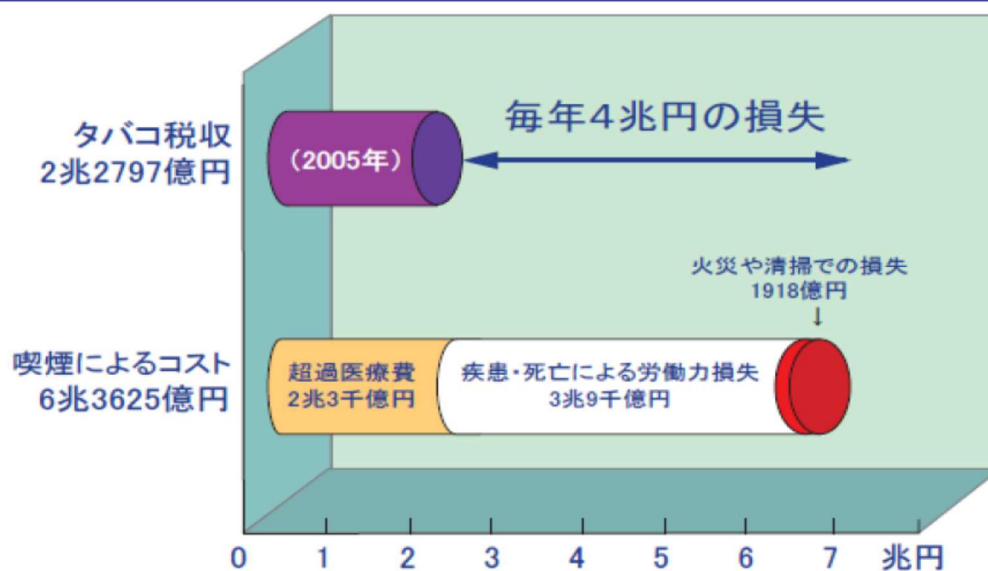 毎年4兆円の損失
タバコ税収
2兆2797億円
(2005年)
火災や清掃での損失
1918億円
↓
喫煙によるコスト
6兆3625億円
超過医療費
2兆3千億円
疾患・死亡による労働力損失
3兆9千億円
0 1 2 3 4 5 6 7 兆円